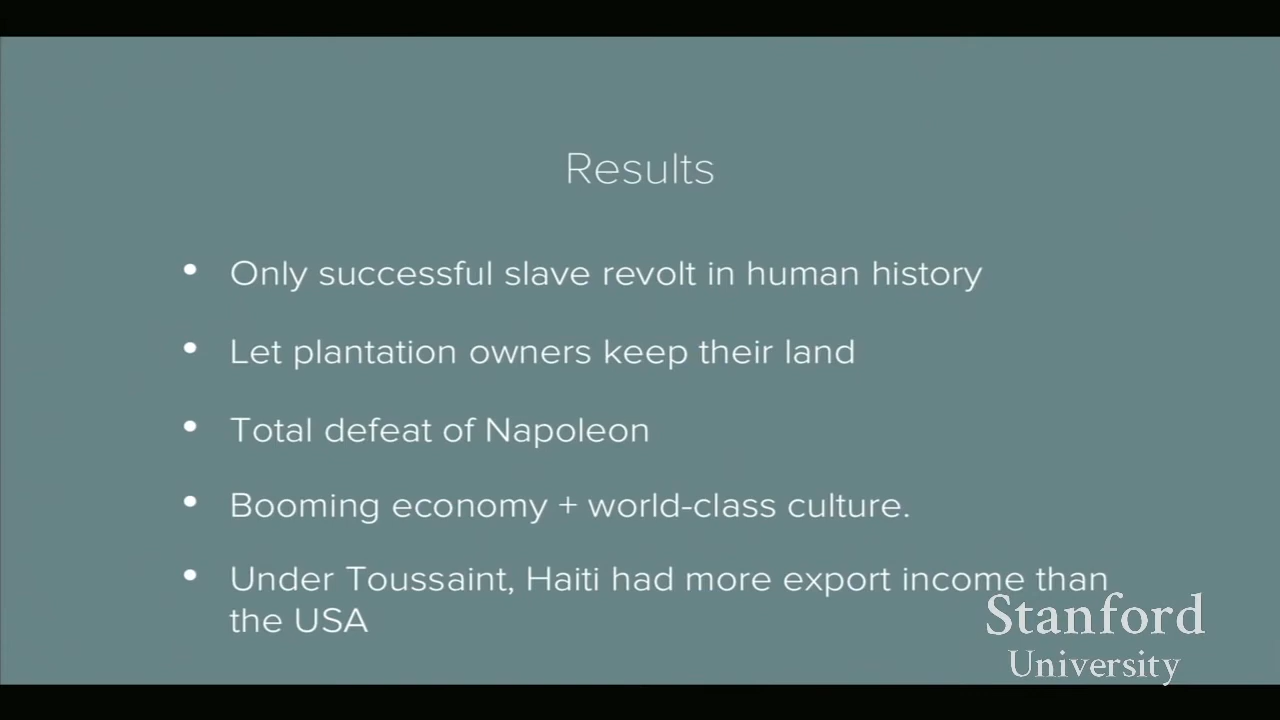 Results
• Only successful slave revolt in human history
• Let plantation owners keep their land
• Total defeat of Napoleon
• Booming economy + world-class culture.
• Under Toussaint, Haiti had more export income than
the USA
Stanford
University